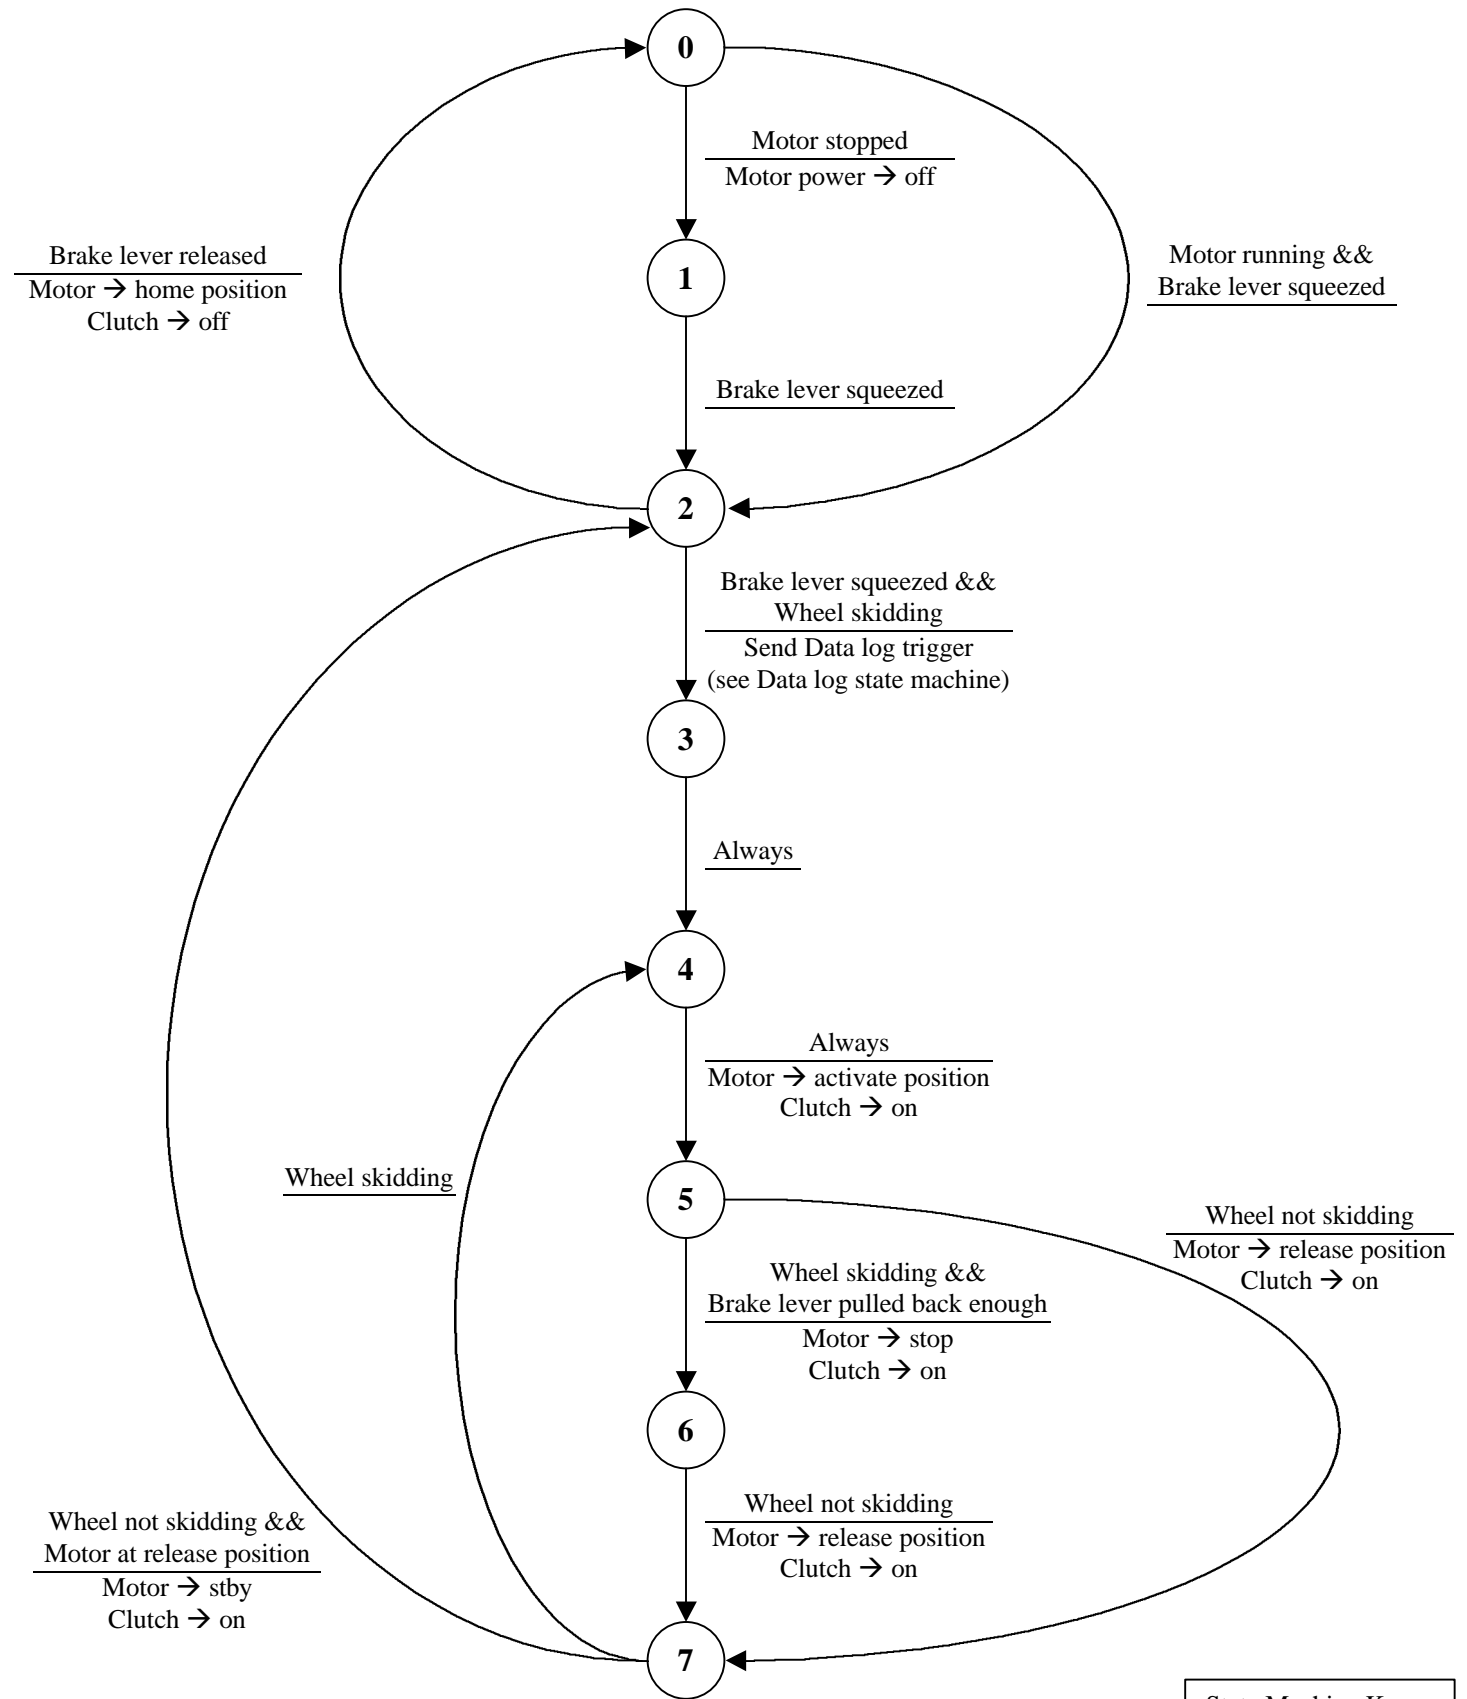 0
Motor stopped
Motor power → off
Brake lever released
Motor → home position
Clutch → off
Motor running &&
Brake lever squeezed
1
Brake lever squeezed
2
Brake lever squeezed &&
Wheel skidding
Send Data log trigger
(see Data log state machine)
3
Always
4
Always
Motor → activate position
Clutch → on
Wheel skidding
5
Wheel not skidding
Motor → release position
Clutch → on
Wheel skidding &&
Brake lever pulled back enough
Motor → stop
Clutch → on
6
Wheel not skidding
Motor → release position
Clutch → on
Wheel not skidding &&
Motor at release position
Motor → stby
Clutch → on
7